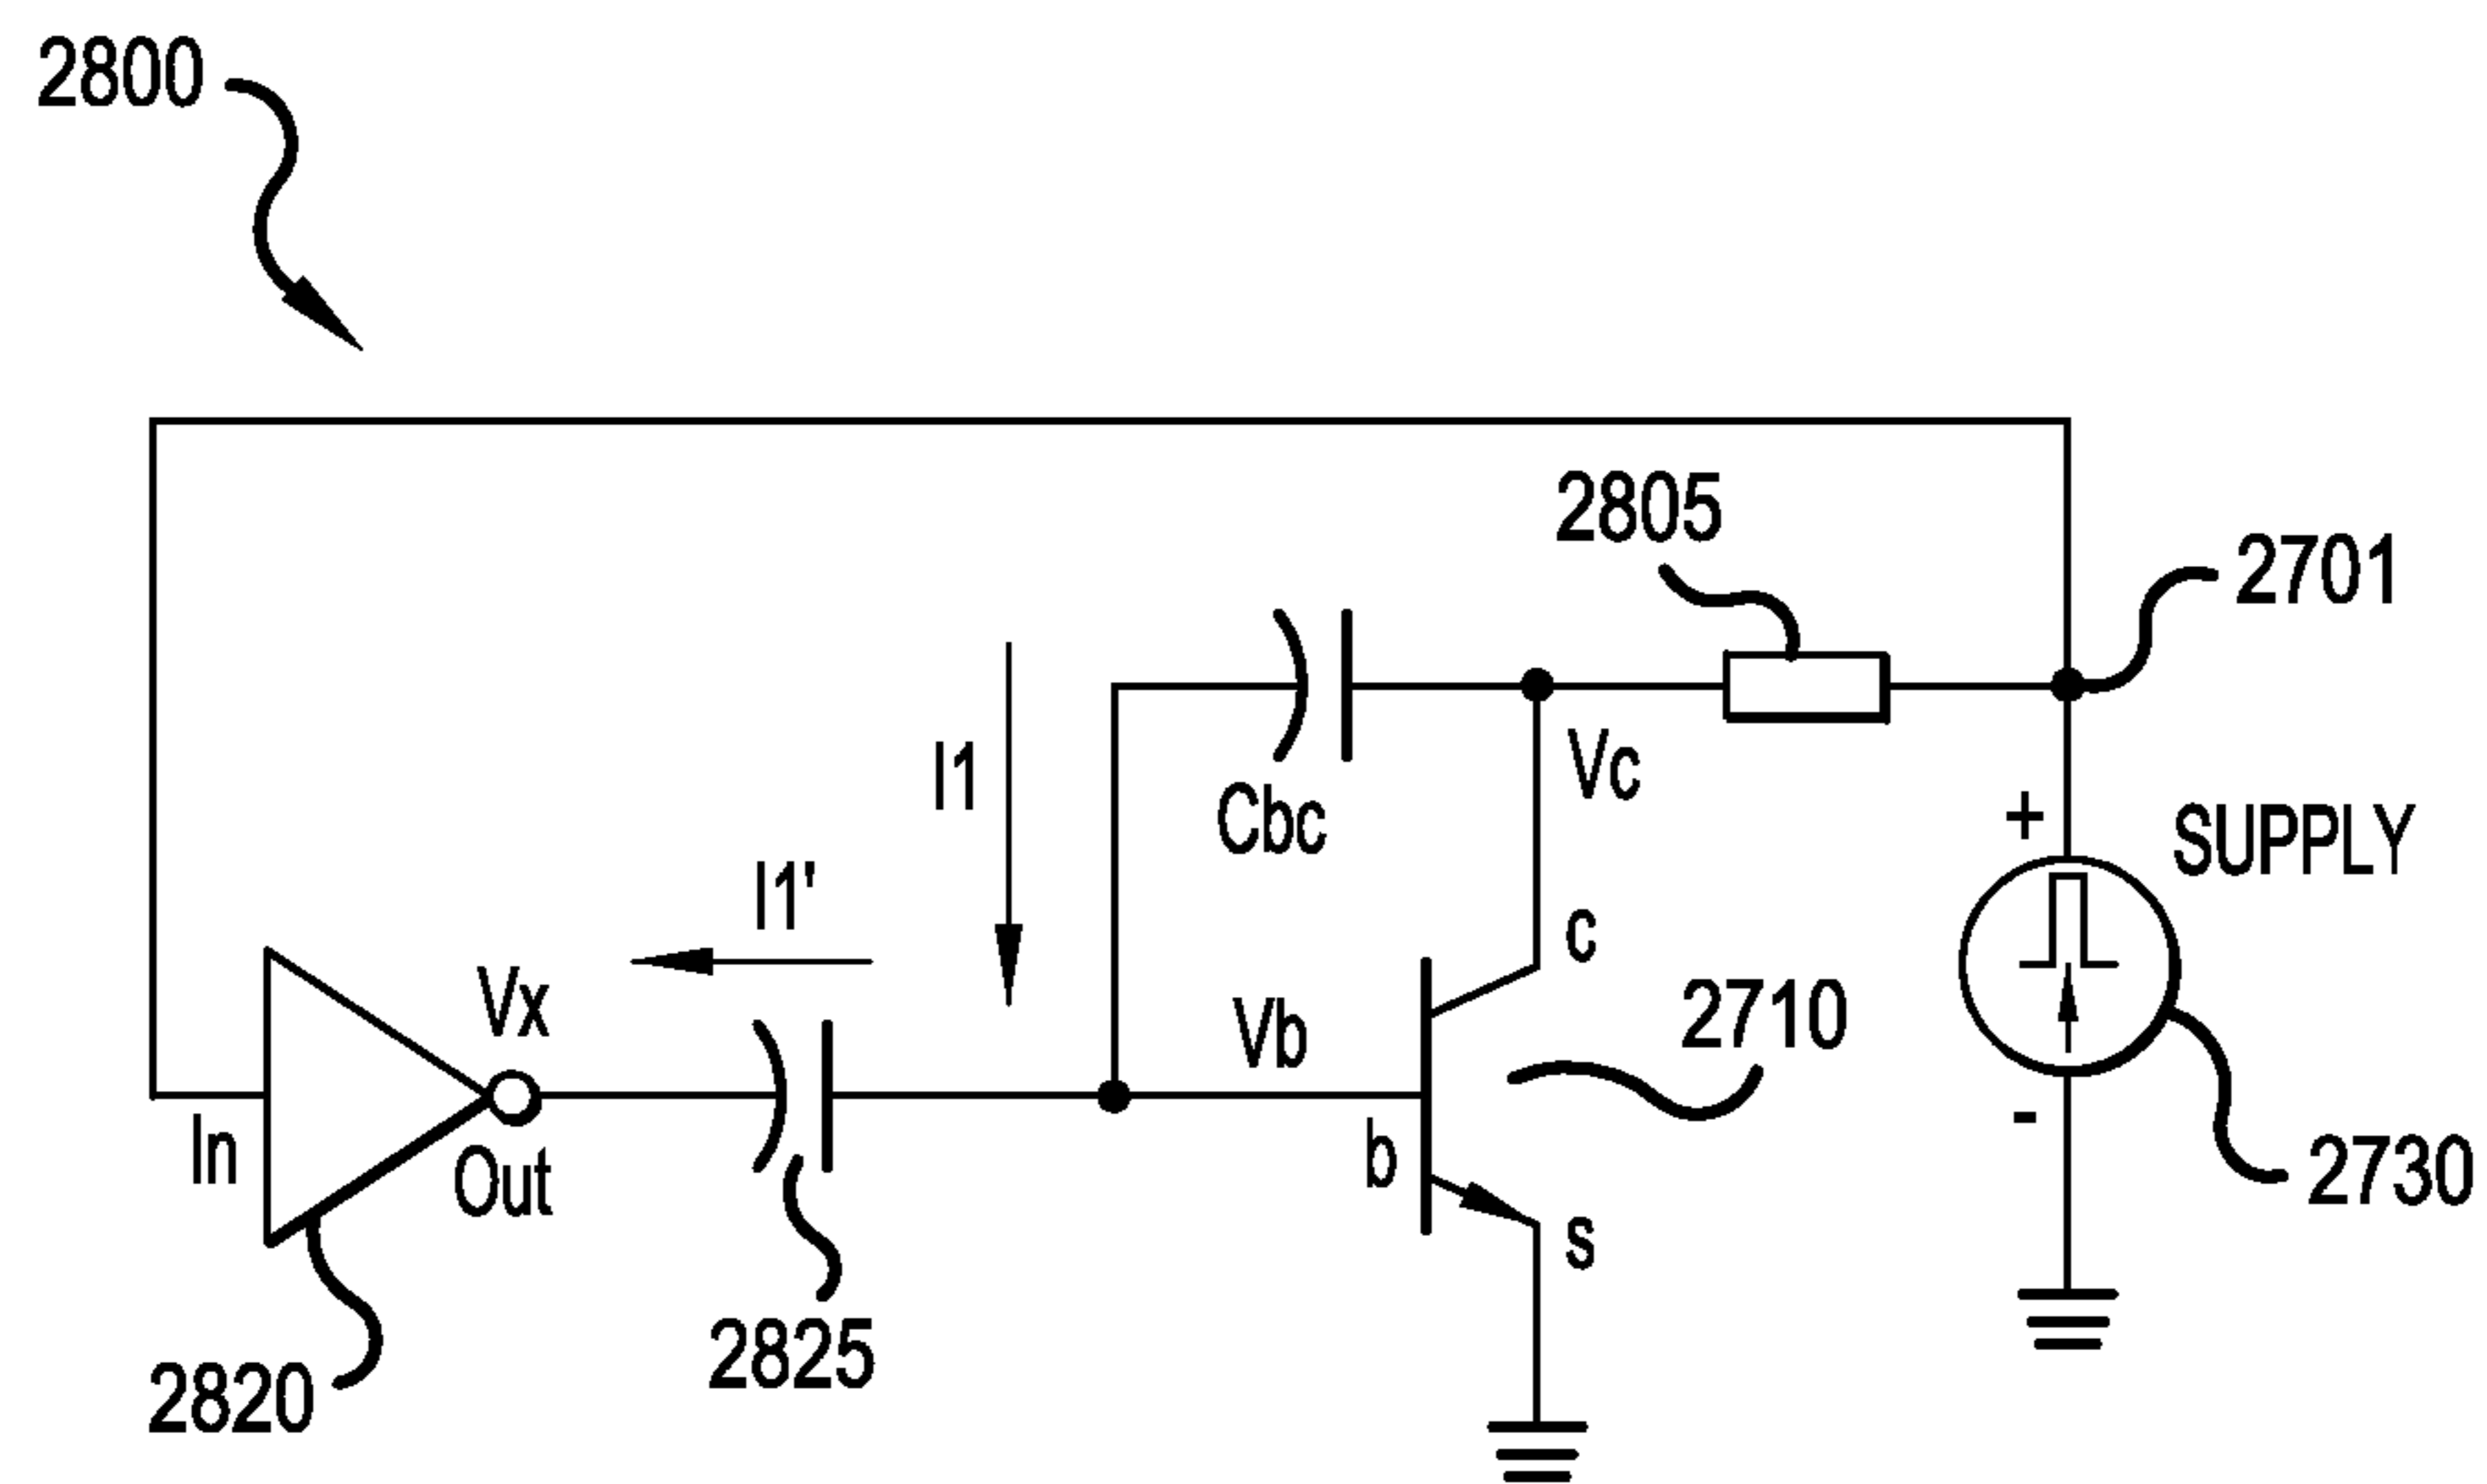 2800
2805
2701
I1
Vc
Cbc
+
SUPPLY
I1'
c
Vx
Vb
2710
In
Out
b
-
s
2730
2825
2820